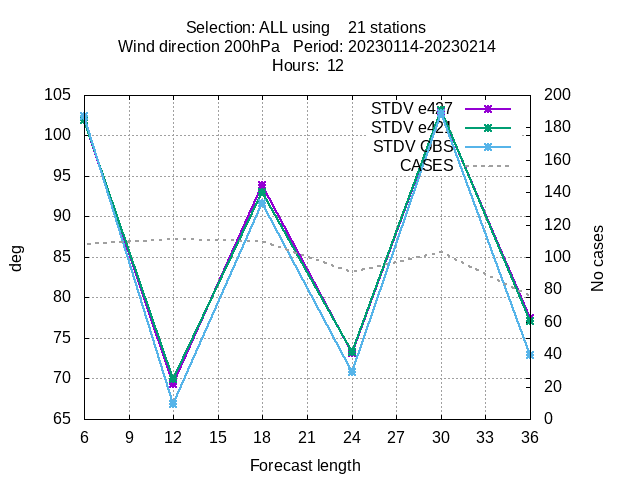 Selection: ALL using    21 stations
Wind direction 200hPa   Period: 20230114-20230214
Hours:  12
105
100
95
90
85
80
75
70
65
200
180
160
140
120
100
80
60
40
20
0
deg
No cases
STDV e437
STDV e421
STDV OBS
CASES
6 9 12 15 18 21 24 27 30 33 36
Forecast length